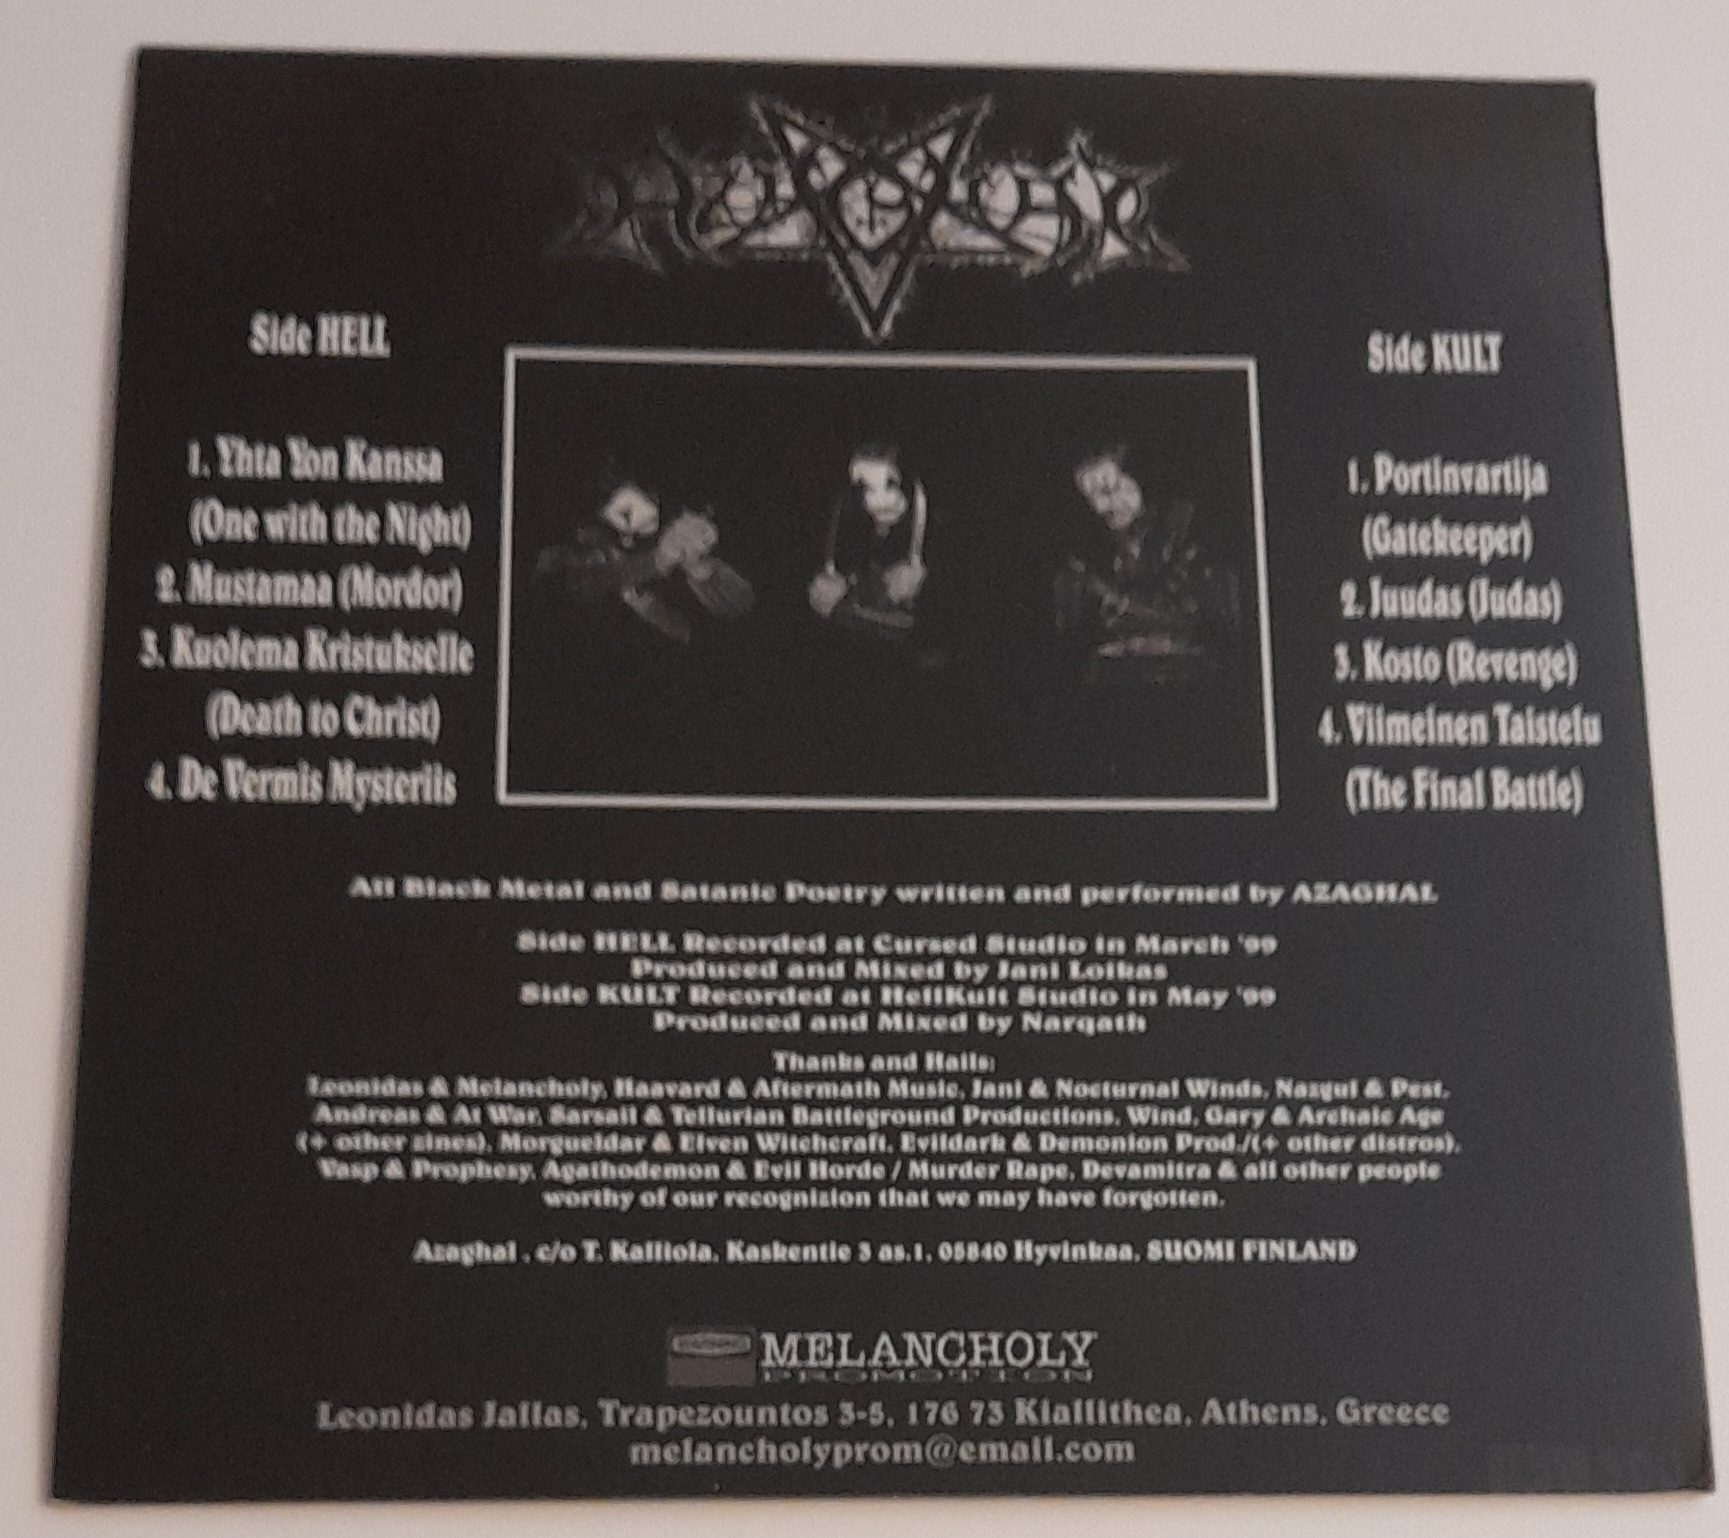 Side HELL
1. Yhta Yon Kanssa
(One with the Night)
2. Mustamaa (Mordor)
3. Kuolema Kristukselle
(Death to Christ)
4. De Vermis Mysteriis
Side KULT
1. Portinvartija
(Gatekeeper)
2. Juudas (Judas)
3. Kosto (Revenge)
4. Viimeinen Taistelu
(The Final Battle)
All Black Metal and Satanic Poetry written and performed by AZAGHAL
Side HELL Recorded at Cursed Studio in March '99
Produced and Mixed by Jani Loikas
Side KULT Recorded at HellKult Studio in May '99
Produced and Mixed by Narqath
Thanks and Hails:
Leonidas & Melancholy, Haavard & Aftermath Music, Jani & Nocturnal Winds, Nazgul & Pest,
Andreas & At War, Sarsail & Tellurian Battleground Productions, Wind, Gary & Archaic Age
(+ other zines), Morgueldar & Elven Witchcraft, Evildark & Demonion Prod./(+ other distros),
Vasp & Prophesy, Agathodemon & Evil Horde / Murder Rape, Devamitra & all other people
worthy of our recognizion that we may have forgotten.
Azaghal , c/o T. Kalliola, Kaskentie 3 as.1, 05840 Hyvinkaa, SUOMI FINLAND
MELANCHOLY
PROMOTION
Leonidas Jallas, Trapezountos 3-5, 176 73 Klallithea, Athens, Greece
melancholyprom@email.com